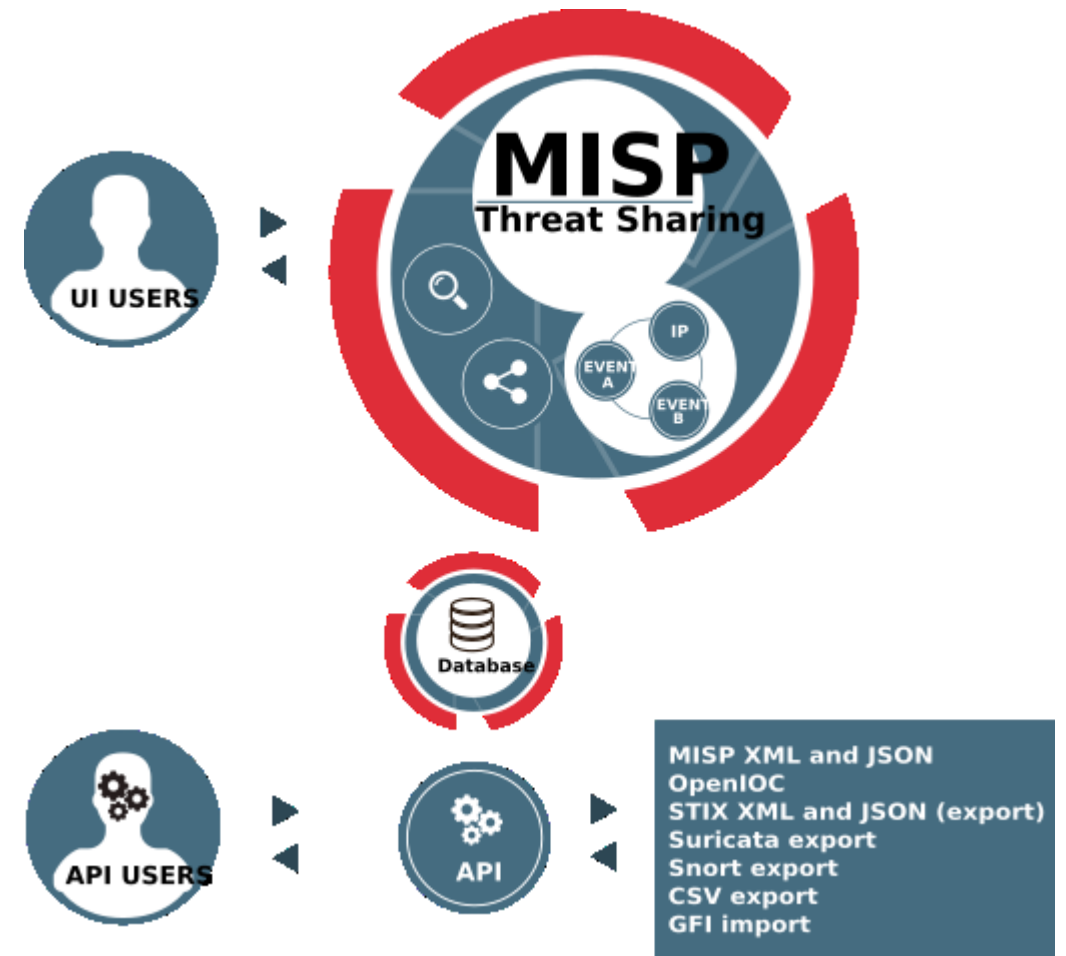 MISP
Threat Sharing
UI USERS
IP
EVENT
A
EVENT
B
Database
MISP XML and JSON
OpenIOC
STIX XML and JSON (export)
Suricata export
Snort export
CSV export
GFI import
API USERS
API